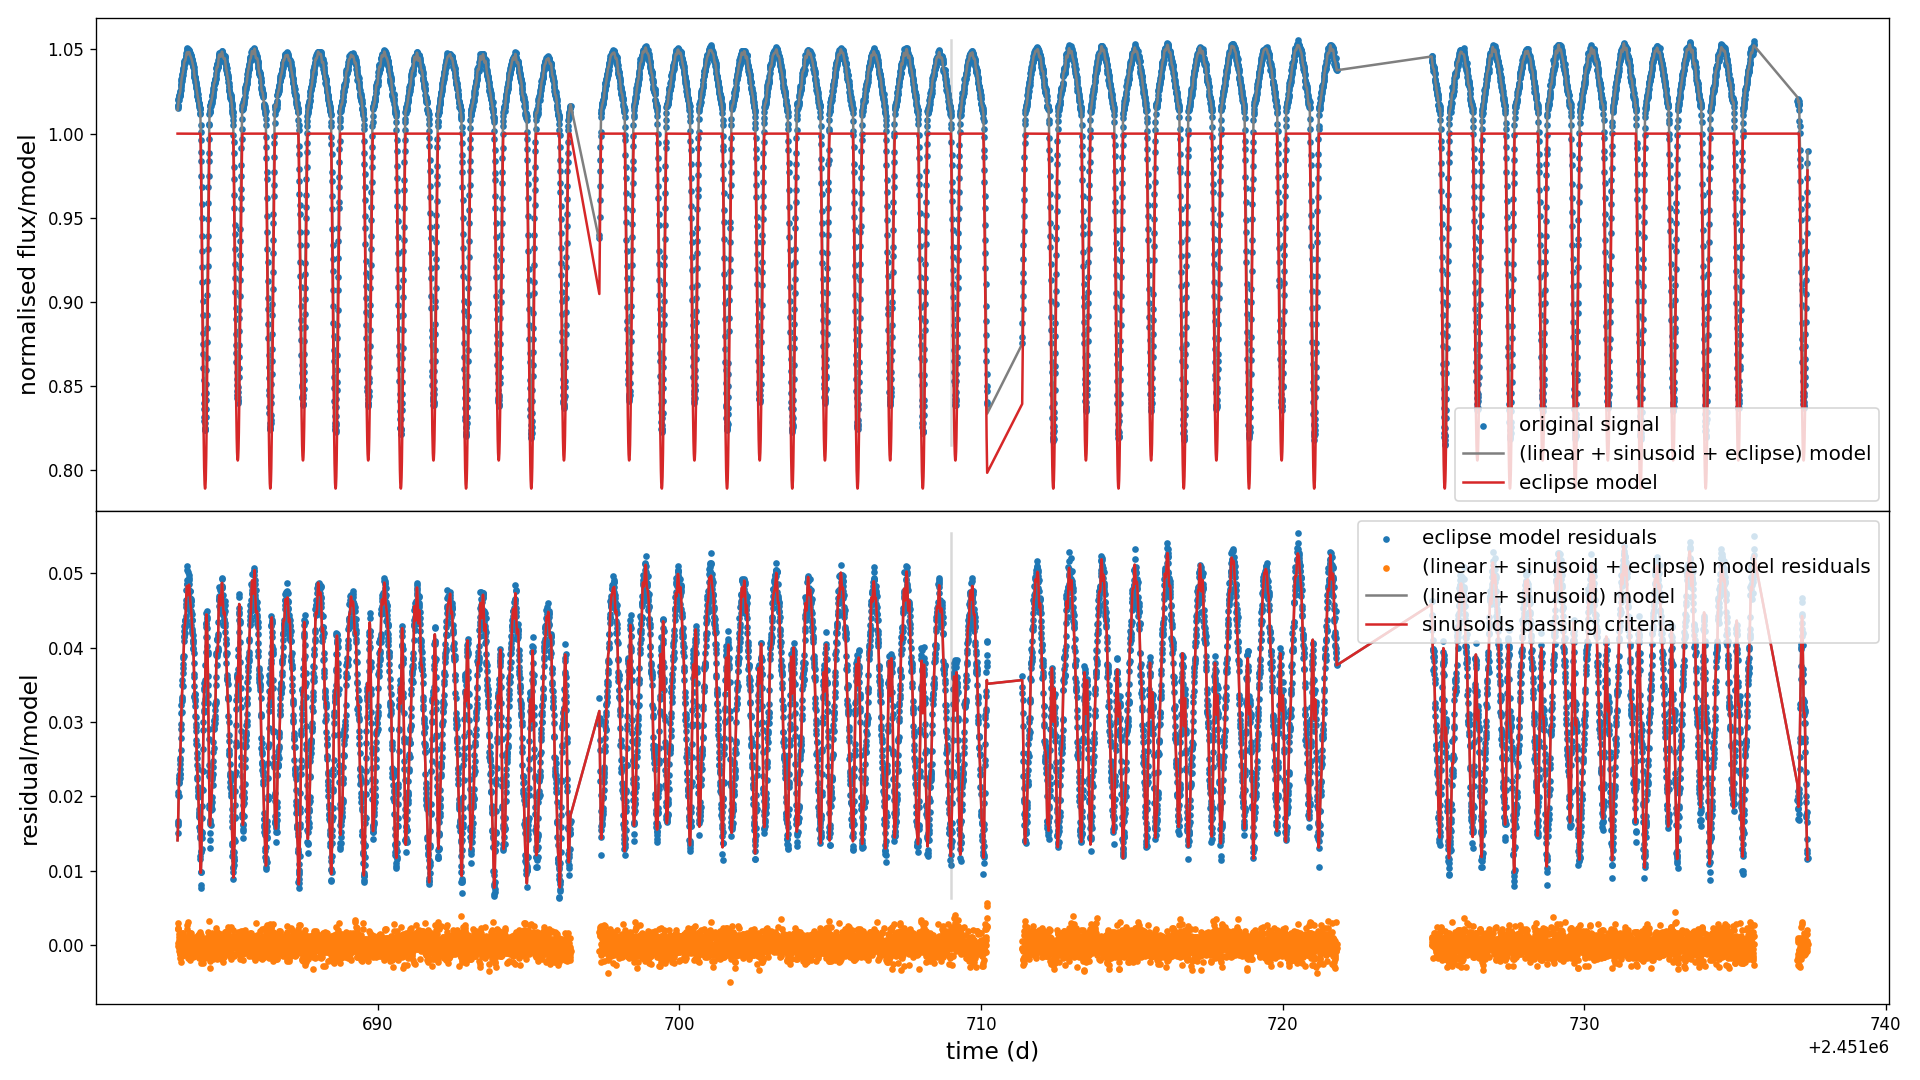 normalised flux/model
1.05
1.00
0.95
0.90
0.85
0.80
original signal
(linear + sinusoid + eclipse) model
eclipse model
residual/model
0.05
0.04
0.03
0.02
0.01
0.00
eclipse model residuals
(linear + sinusoid + eclipse) model residuals
(linear + sinusoid) model
sinusoids passing criteria
690
700
710
720
730
740
time (d)
+2.451e6